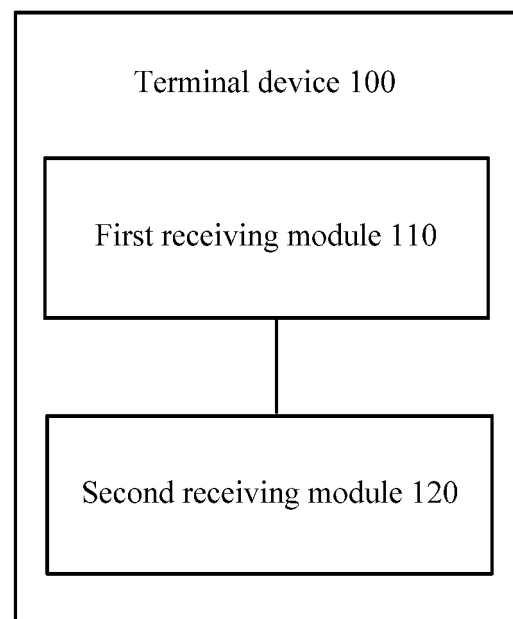 Terminal device 100
First receiving module 110
Second receiving module 120